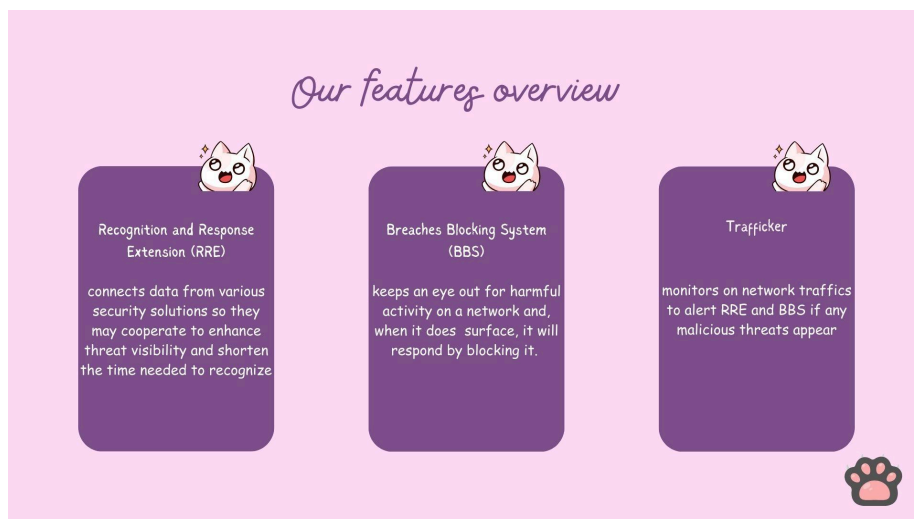 Our features overview
Recognition and Response
Extension (RRE)
connects data from various
security solutions so they
may cooperate to enhance
threat visibility and shorten
the time needed to recognize
Breaches Blocking System
(BBS)
keeps an eye out for harmful
activity on a network and,
when it does surface, it will
respond by blocking it.
Trafficker
monitors on network traffics
to alert RRE and BBS if any
malicious threats appear